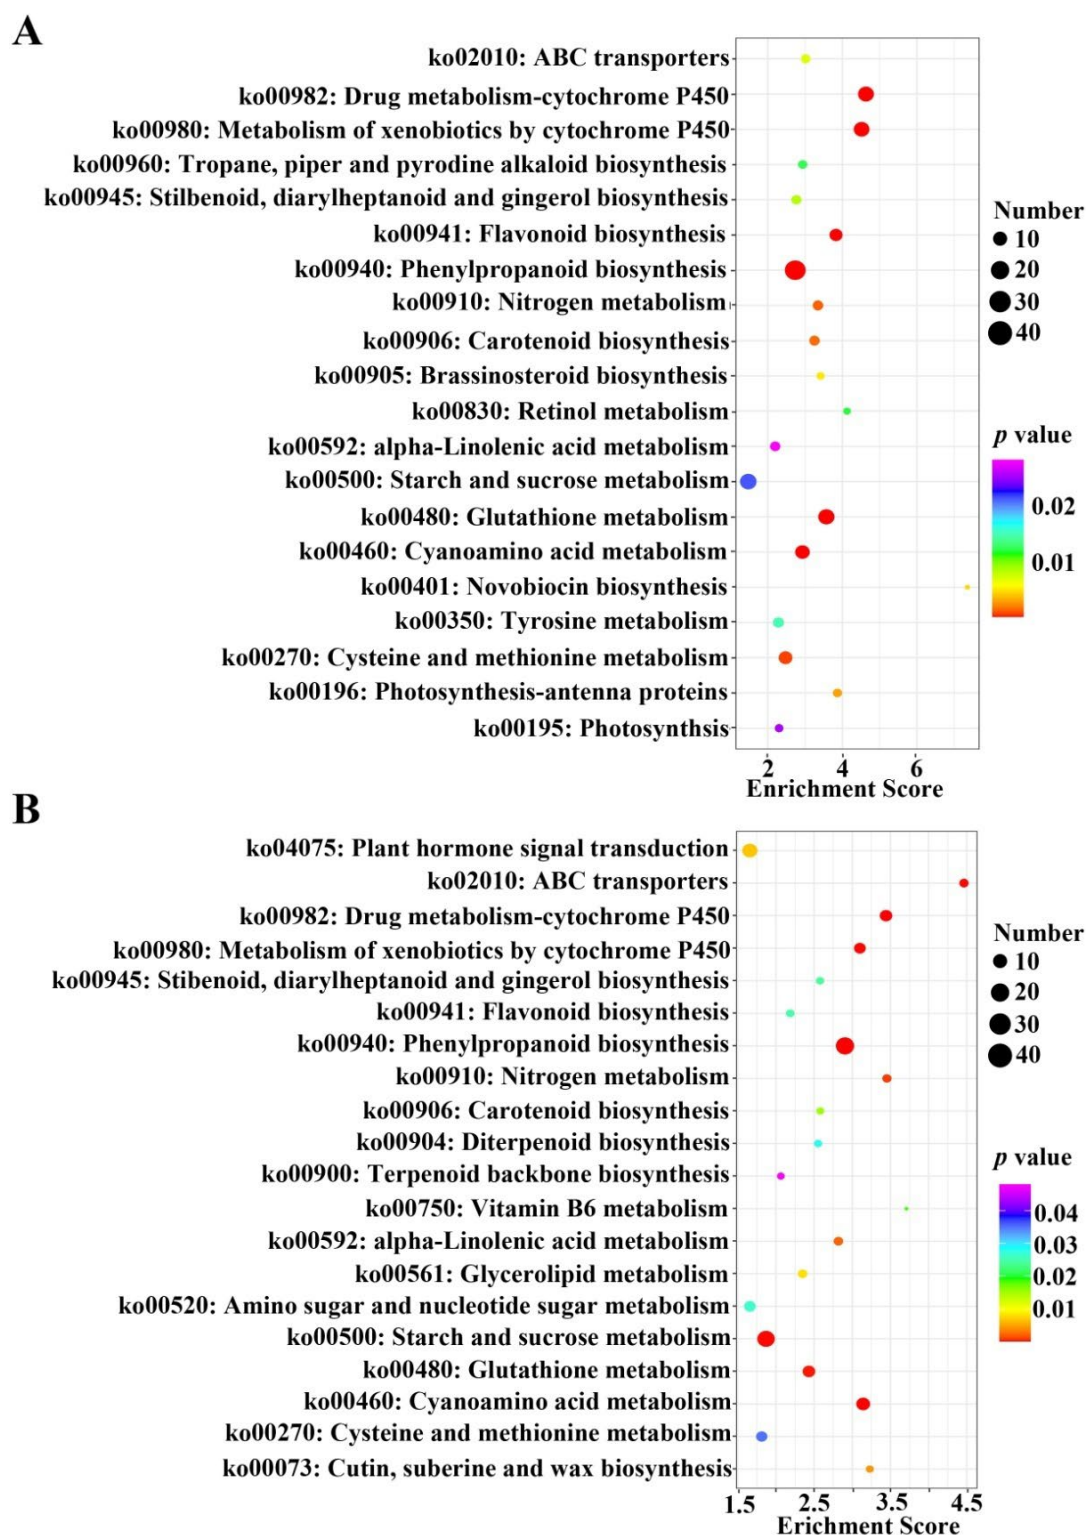 A
ko02010: ABC transporters
ko00982: Drug metabolism-cytochrome P450
ko00980: Metabolism of xenobiotics by cytochrome P450
ko00960: Tropane, piper and pyrodine alkaloid biosynthesis
ko00945: Stilbenoid, diarylheptanoid and gingerol biosynthesis
ko00941: Flavonoid biosynthesis
ko00940: Phenylpropanoid biosynthesis
ko00910: Nitrogen metabolism
ko00906: Carotenoid biosynthesis
ko00905: Brassinosteroid biosynthesis
ko00830: Retinol metabolism
ko00592: alpha-Linolenic acid metabolism
ko00500: Starch and sucrose metabolism
ko00480: Glutathione metabolism
ko00460: Cyanoamino acid metabolism
ko00401: Novobiocin biosynthesis
ko00350: Tyrosine metabolism
ko00270: Cysteine and methionine metabolism
ko00196: Photosynthesis-antenna proteins
ko00195: Photosynthsis
2 4 6
Enrichment Score
Number
10
20
30
40
p value
0.02
0.01
B
ko04075: Plant hormone signal transduction
ko02010: ABC transporters
ko00982: Drug metabolism-cytochrome P450
ko00980: Metabolism of xenobiotics by cytochrome P450
ko00945: Stibenoid, diarylheptanoid and gingerol biosynthesis
ko00941: Flavonoid biosynthesis
ko00940: Phenylpropanoid biosynthesis
ko00910: Nitrogen metabolism
ko00906: Carotenoid biosynthesis
ko00904: Diterpenoid biosynthesis
ko00900: Terpenoid backbone biosynthesis
ko00750: Vitamin B6 metabolism
ko00592: alpha-Linolenic acid metabolism
ko00561: Glycerolipid metabolism
ko00520: Amino sugar and nucleotide sugar metabolism
ko00500: Starch and sucrose metabolism
ko00480: Glutathione metabolism
ko00460: Cyanoamino acid metabolism
ko00270: Cysteine and methionine metabolism
ko00073: Cutin, suberine and wax biosynthesis
1.5 2.5 3.5 4.5
Erichment Score
Number
10
20
30
40
p value
0.04
0.03
0.02
0.01